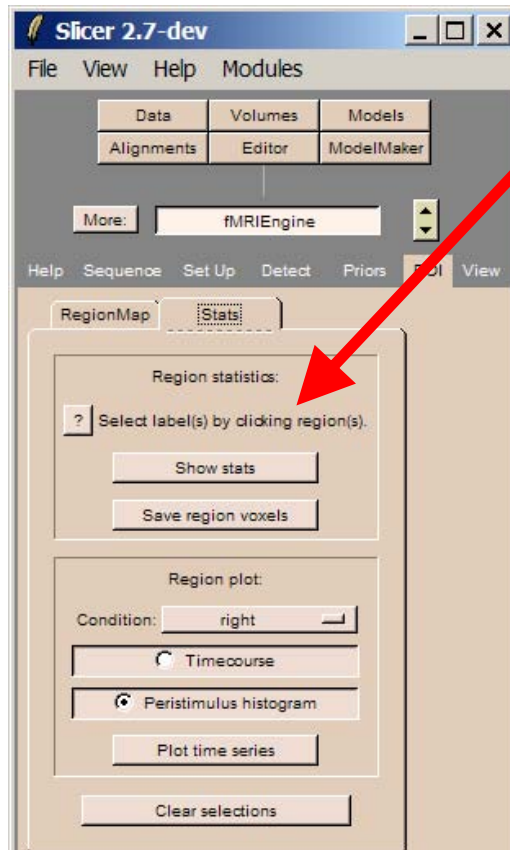 Slicer 2.7-dev
File View Help Modules
Data Volumes Models
Alignments Editor ModelMaker
More: fMRIEngine
Help Sequence Set Up Detect Priors ROI View
RegionMap Stats
Region statistics:
? Select label(s) by clicking region(s).
Show stats
Save region voxels
Region plot:
Condition: right
Timecourse
Peristimulus histogram
Plot time series
Clear selections